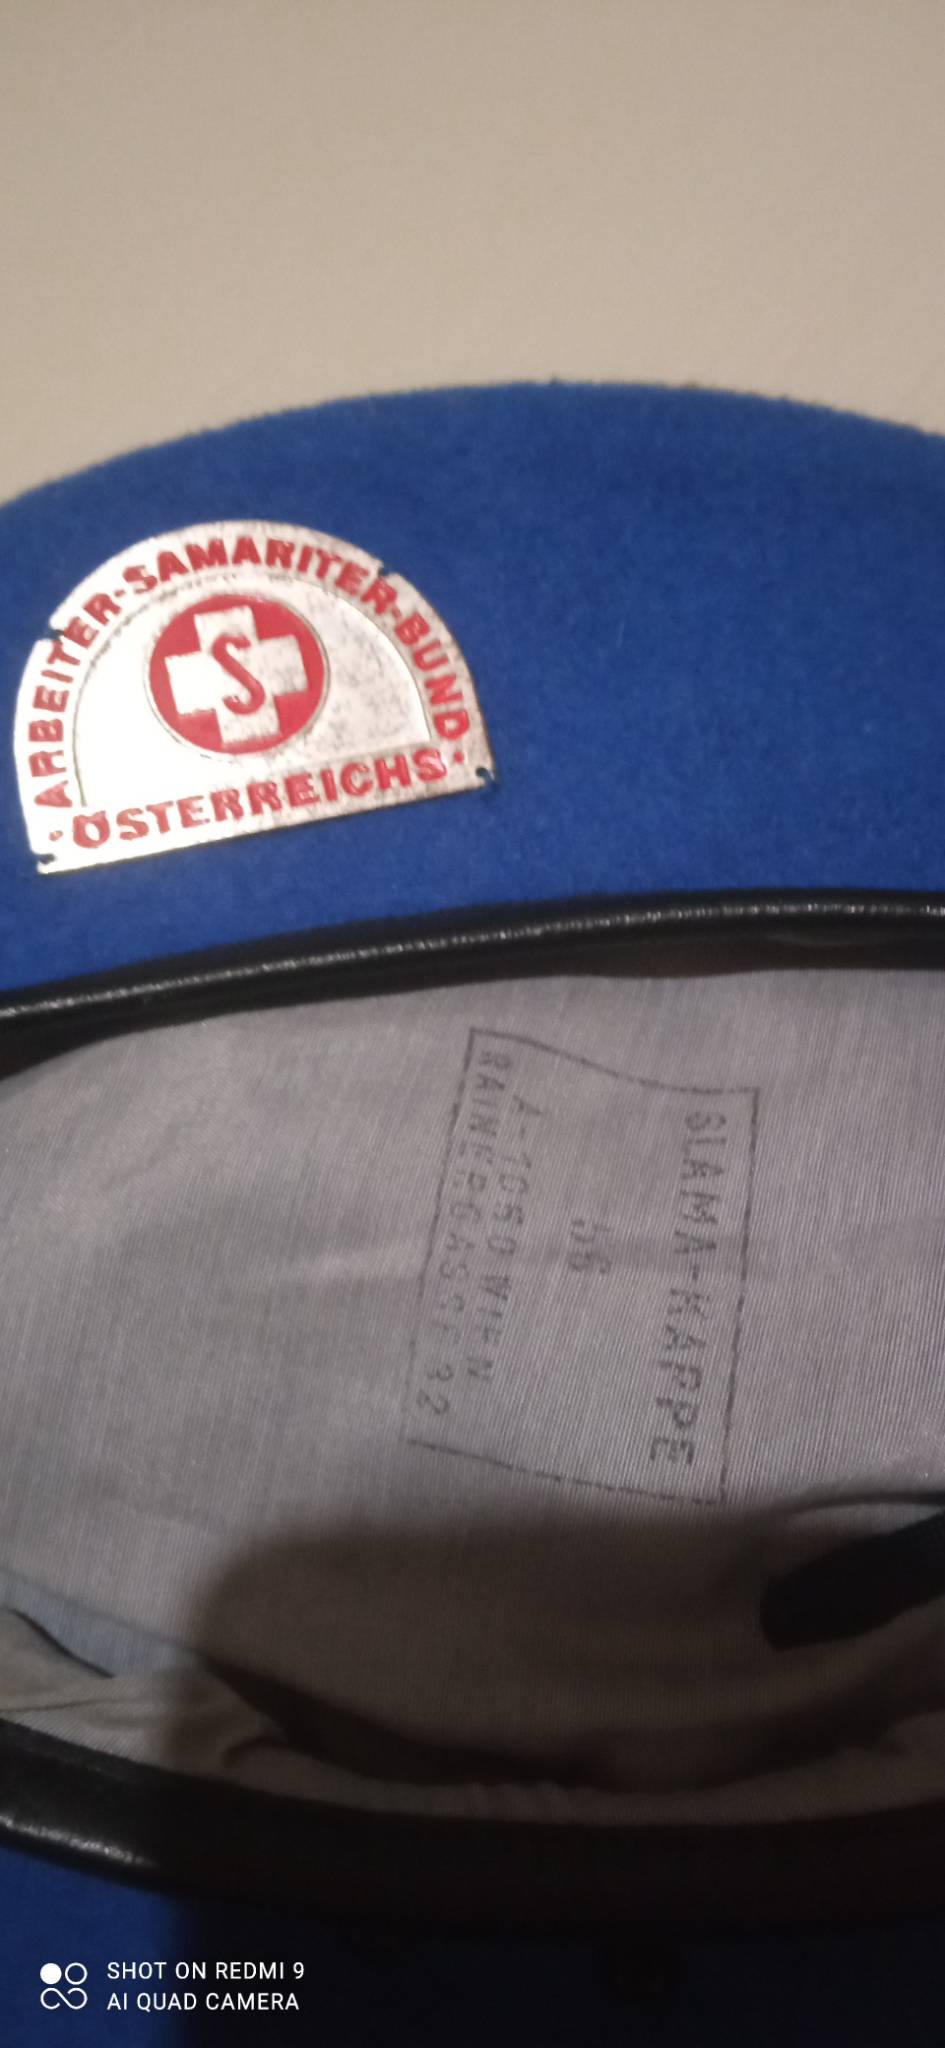 ARBEITER-SAMARITER-BUND
S
·ÖSTERREICHS·
SLAMA-KAPPE
56
A-1050 WIEN
RAINERGASSE 32
SHOT ON REDMI 9
AI QUAD CAMERA